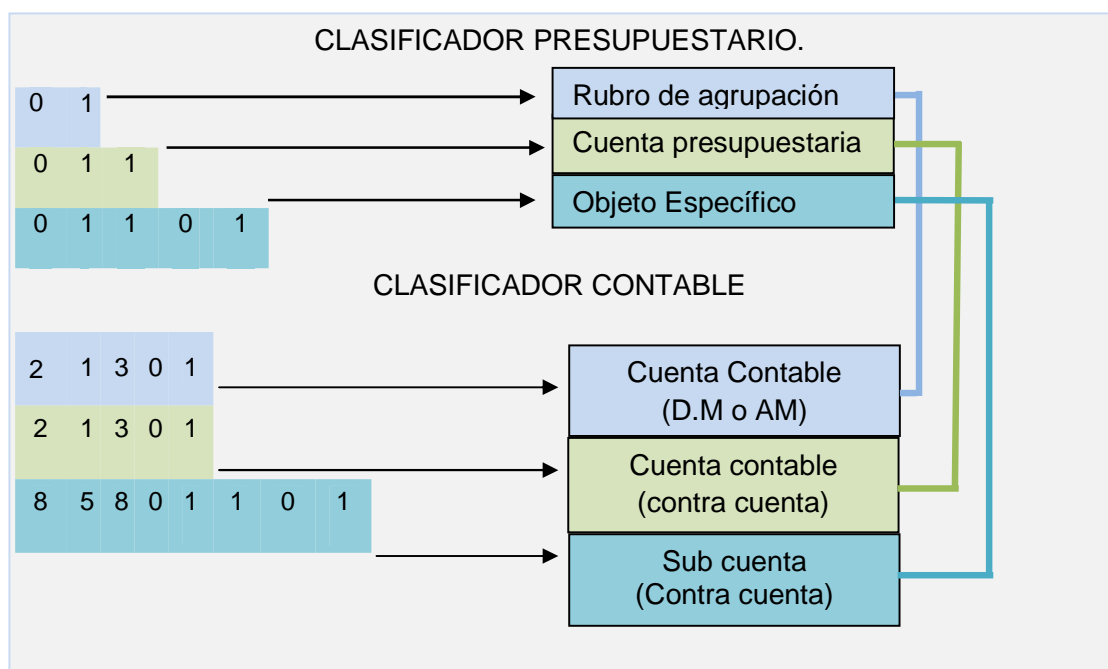 CLASIFICADOR PRESUPUESTARIO.
0 1
Rubro de agrupación
0 1 1
Cuenta presupuestaria
0 1 1 0 1
Objeto Específico
CLASIFICADOR CONTABLE
2 1 3 0 1
Cuenta Contable
(D.M o AM)
2 1 3 0 1
Cuenta contable
(contra cuenta)
8 5 8 0 1 1 0 1
Sub cuenta
(Contra cuenta)